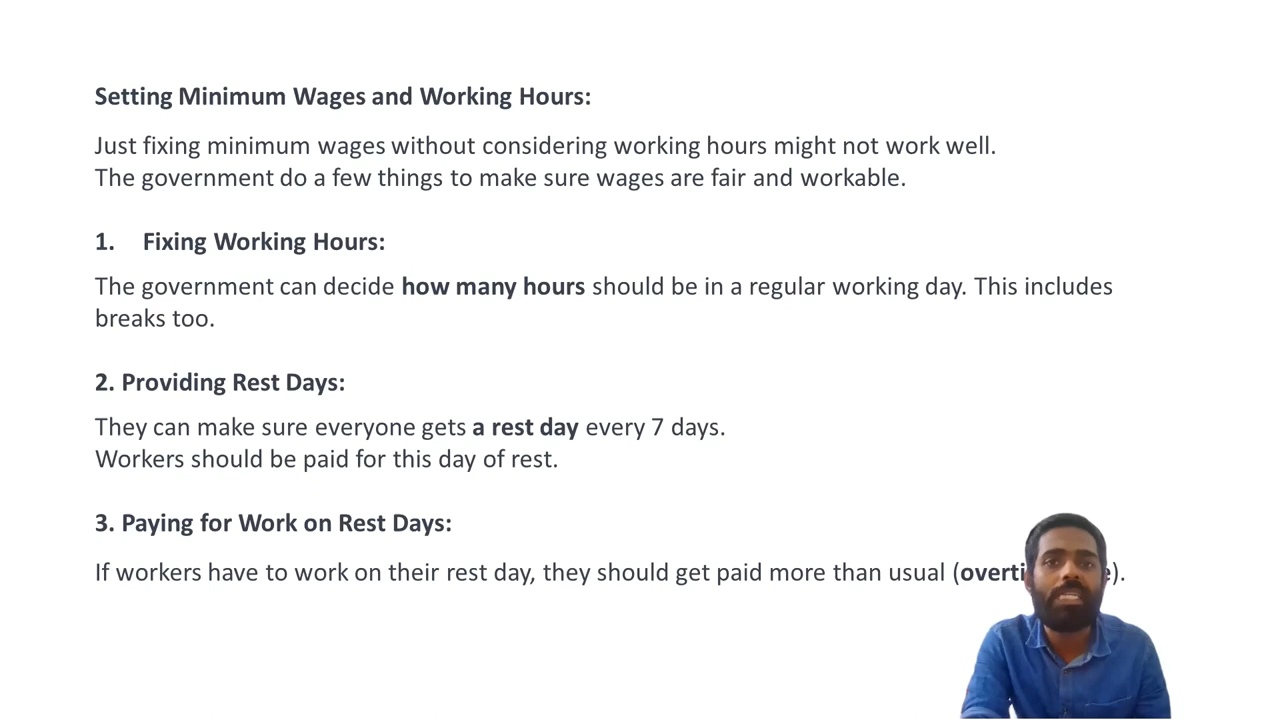 Setting Minimum Wages and Working Hours:
Just fixing minimum wages without considering working hours might not work well.
The government do a few things to make sure wages are fair and workable.
1. Fixing Working Hours:
The government can decide how many hours should be in a regular working day. This includes
breaks too.
2. Providing Rest Days:
They can make sure everyone gets a rest day every 7 days.
Workers should be paid for this day of rest.
3. Paying for Work on Rest Days:
If workers have to work on their rest day, they should get paid more than usual (